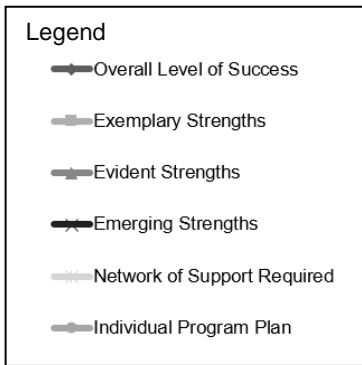 Legend
Overall Level of Success
Exemplary Strengths
Evident Strengths
Emerging Strengths
Network of Support Required
Individual Program Plan